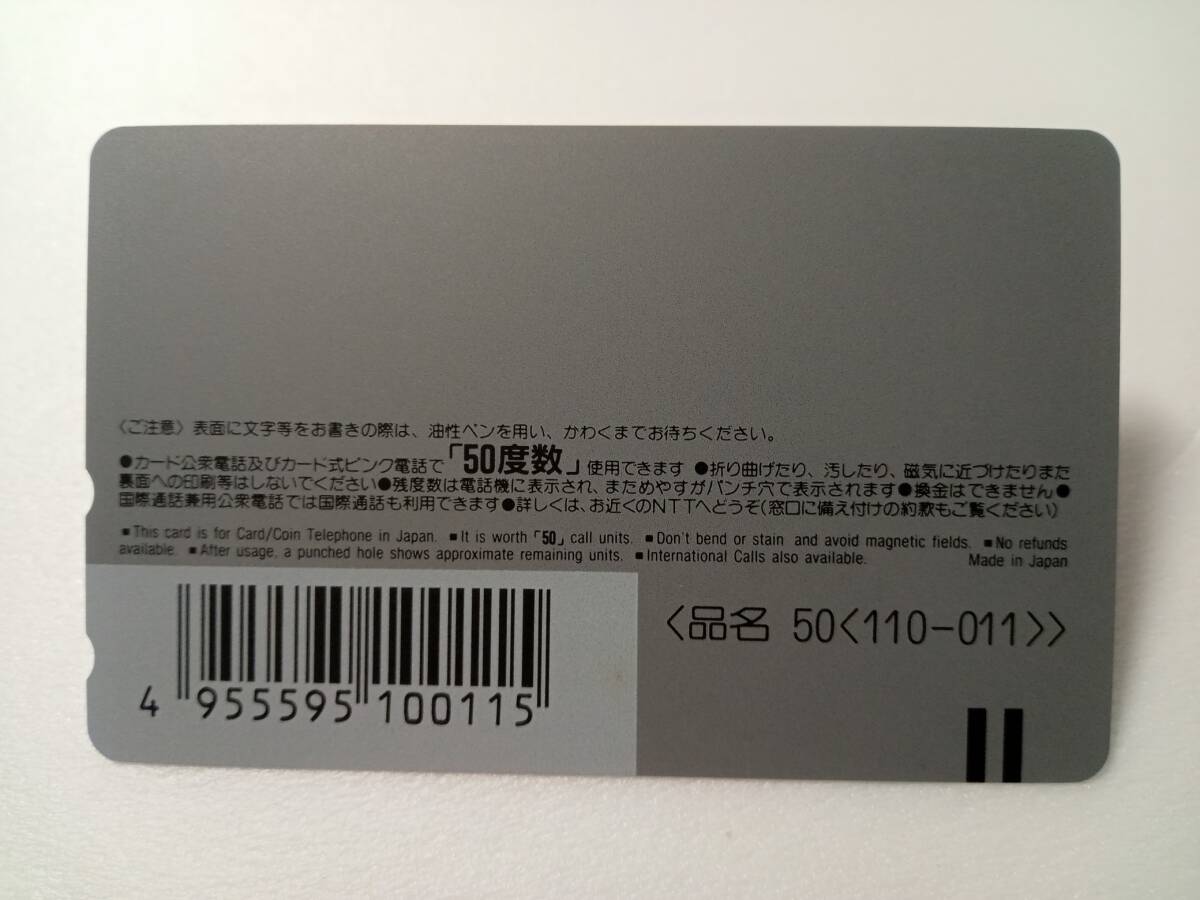 〈ご注意〉表面に文字等をお書きの際は、油性ペンを用い、かわくまでお待ちください。
●カード公衆電話及びカード式ピンク電話で「50度数」使用できます ●折り曲げたり、汚したり、磁気に近づけたりまた
裏面への印刷等はしないでください●残度数は電話機に表示され、まためやすがパンチ穴で表示されます●換金はできません●
国際通話兼用公衆電話では国際通話も利用できます●詳しくは、お近くのNTTへどうぞ(窓口に備え付けの約款もご覧ください)
■This card is for Card/Coin Telephone in Japan. ■It is worth「50」call units. ■Don't bend or stain and avoid magnetic fields. ■No refunds
available. ■After usage, a punched hole shows approximate remaining units. ■International Calls also available. Made in Japan
〈品名 50〈110-011〉〉
4 955595 100115